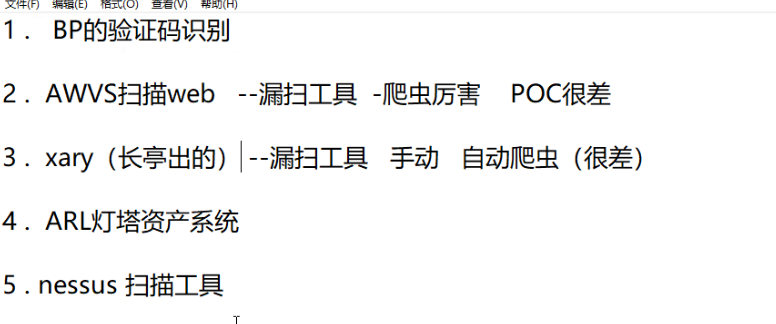 文件(F) 编辑(E) 格式(O) 查看(V) 帮助(H)
1． BP的验证码识别
2．AWVS扫描web --漏扫工具 -爬虫厉害 POC很差
3．xary（长亭出的） --漏扫工具 手动 自动爬虫（很差）
4．ARL灯塔资产系统
5 . nessus 扫描工具